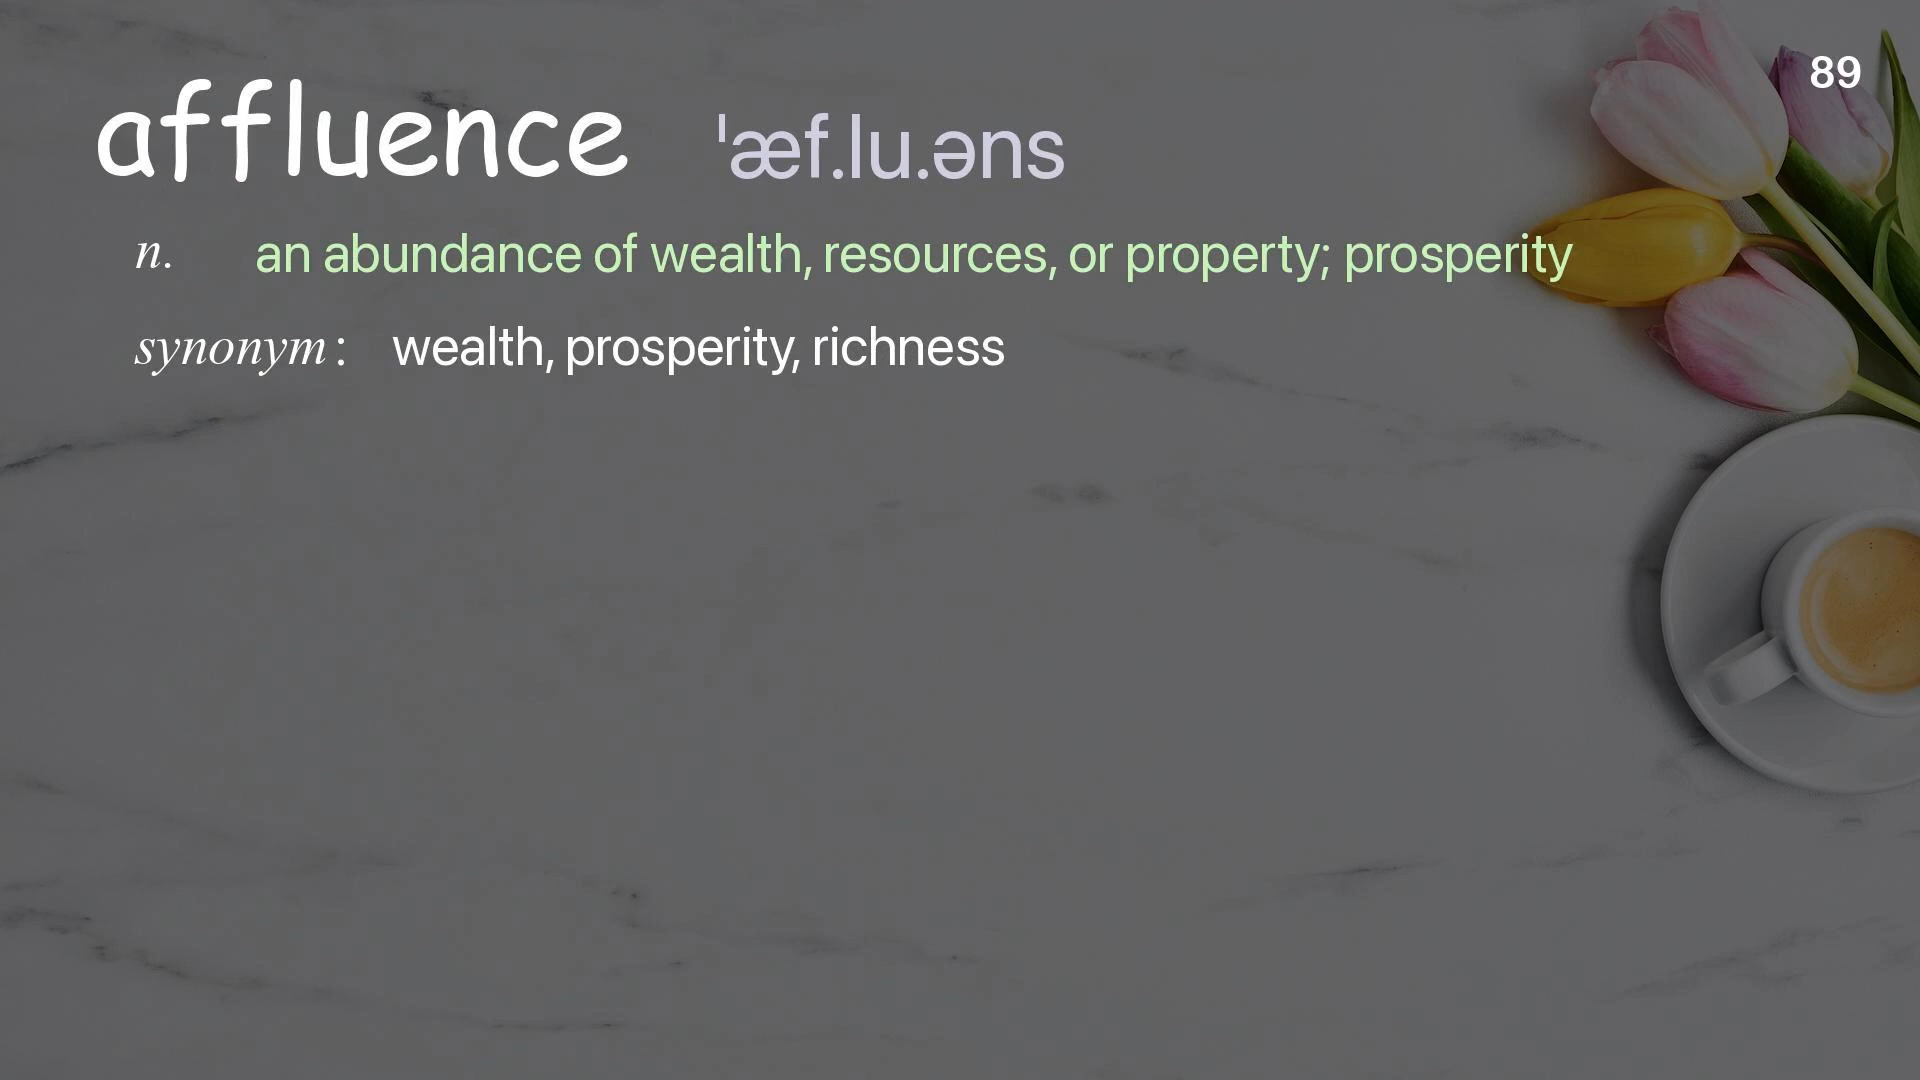 89
affluence ˈæf.lu.əns
n. an abundance of wealth, resources, or property; prosperity
synonym: wealth, prosperity, richness